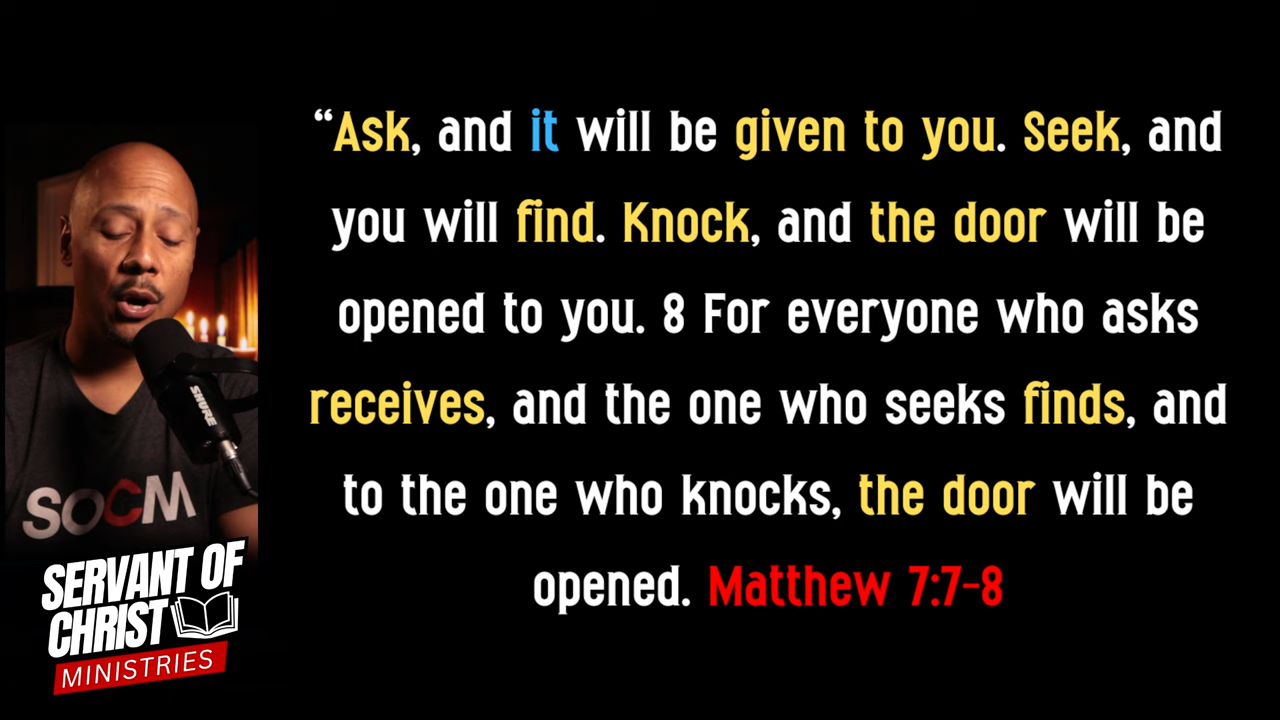 “Ask, and it will be given to you. Seek, and
you will find. Knock, and the door will be
opened to you. 8 For everyone who asks
receives, and the one who seeks finds, and
to the one who knocks, the door will be
opened. Matthew 7:7-8
SHURE
SOCM
SERVANT OF
CHRIST
MINISTRIES